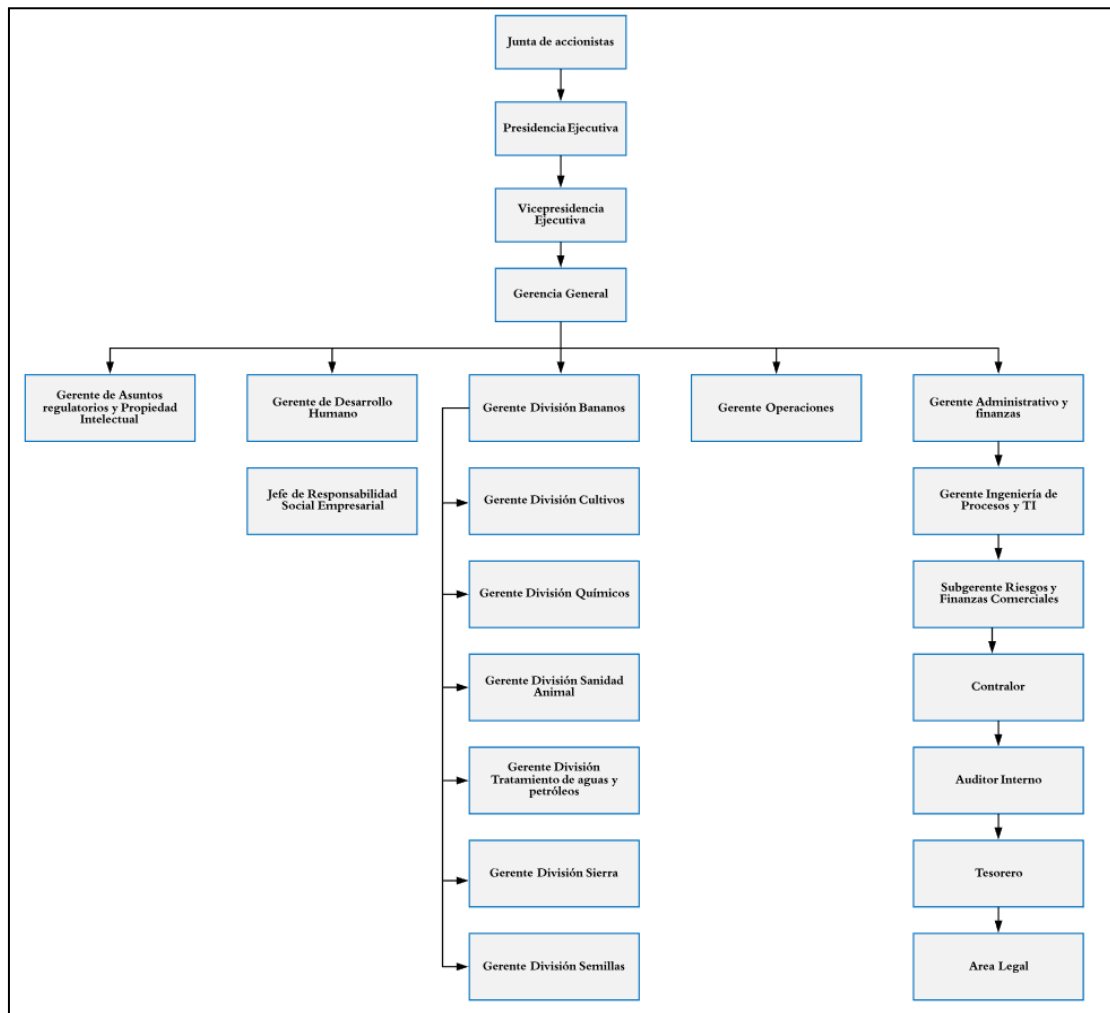 Junta de accionistas
Presidencia Ejecutiva
Vicepresidencia
Ejecutiva
Gerencia General
Gerente de Asuntos
regulatorios y Propiedad
Intelectual
Gerente de Desarrollo
Humano
Gerente División Bananos
Gerente Operaciones
Gerente Administrativo y
finanzas
Jefe de Responsabilidad
Social Empresarial
Gerente División Cultivos
Gerente Ingeniería de
Procesos y TI
Gerente División Químicos
Subgerente Riesgos y
Finanzas Comerciales
Gerente División Sanidad
Animal
Contralor
Gerente División
Tratamiento de aguas y
petróleos
Auditor Interno
Gerente División Sierra
Tesorero
Gerente División Semillas
Area Legal